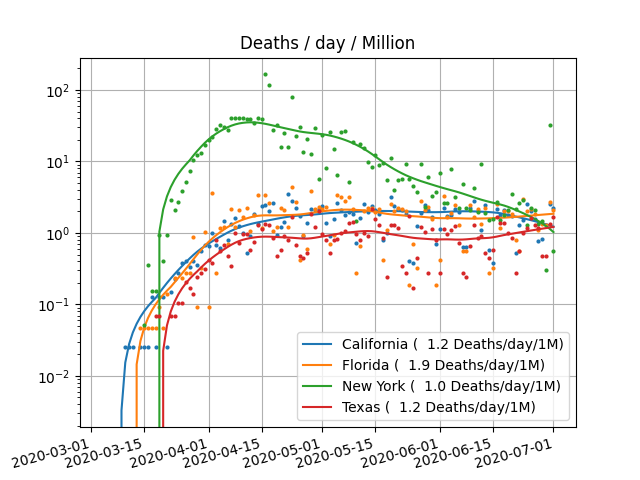 Deaths / day / Million
10²
10¹
10⁰
10⁻¹
10⁻²
California (  1.2 Deaths/day/1M)
Florida (  1.9 Deaths/day/1M)
New York (  1.0 Deaths/day/1M)
Texas (  1.2 Deaths/day/1M)
2020-03-01
2020-03-15
2020-04-01
2020-04-15
2020-05-01
2020-05-15
2020-06-01
2020-06-15
2020-07-01